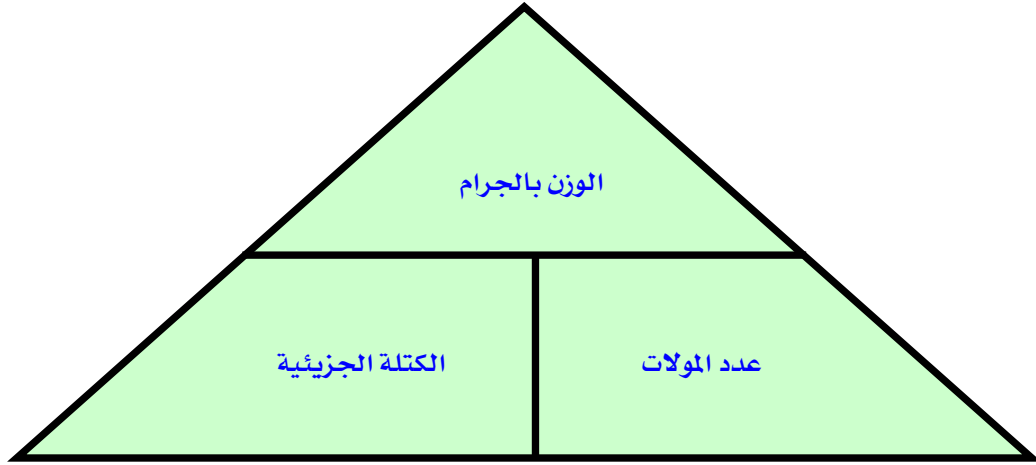 الوزن بالجرام
عدد المولات
الكتلة الجزيئية